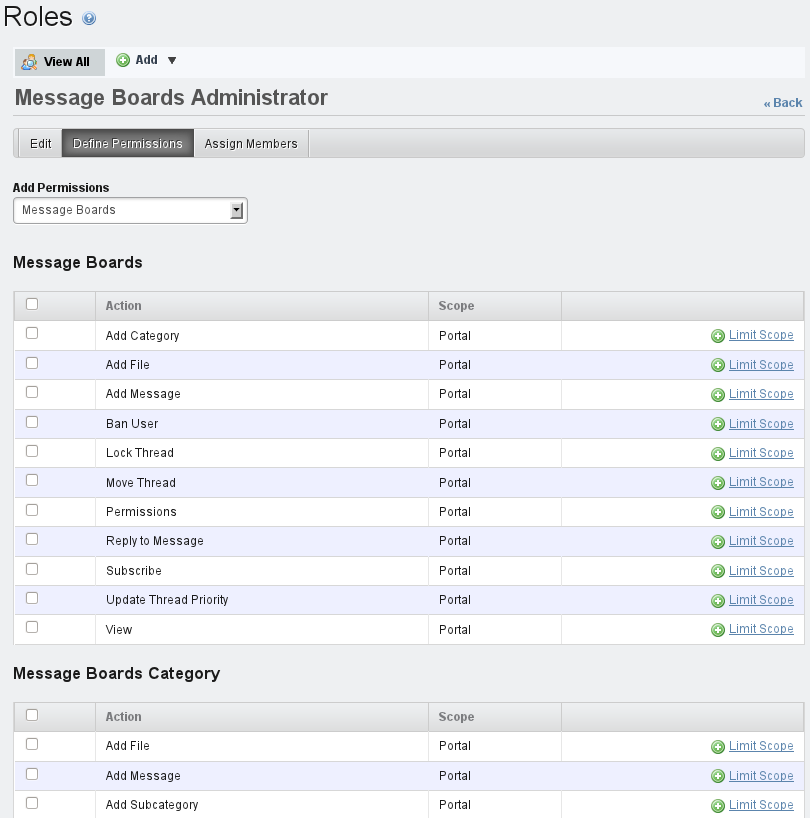 Roles
View All Add
Message Boards Administrator
« Back
Edit Define Permissions Assign Members
Add Permissions
Message Boards
Message Boards
Action Scope
Add Category Portal Limit Scope
Add File Portal Limit Scope
Add Message Portal Limit Scope
Ban User Portal Limit Scope
Lock Thread Portal Limit Scope
Move Thread Portal Limit Scope
Permissions Portal Limit Scope
Reply to Message Portal Limit Scope
Subscribe Portal Limit Scope
Update Thread Priority Portal Limit Scope
View Portal Limit Scope
Message Boards Category
Action Scope
Add File Portal Limit Scope
Add Message Portal Limit Scope
Add Subcategory Portal Limit Scope